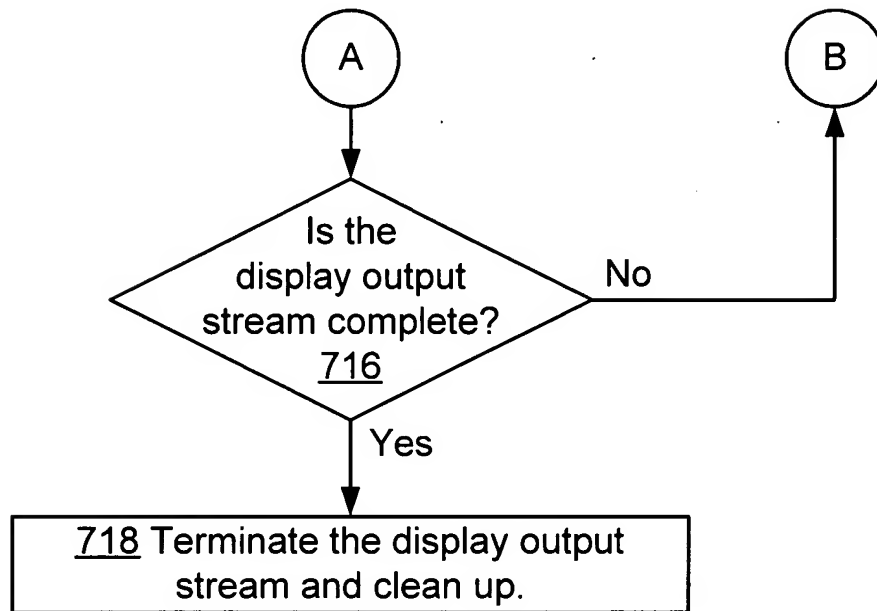 A
B
Is the
display output
stream complete?
716
No
Yes
718 Terminate the display output
stream and clean up.